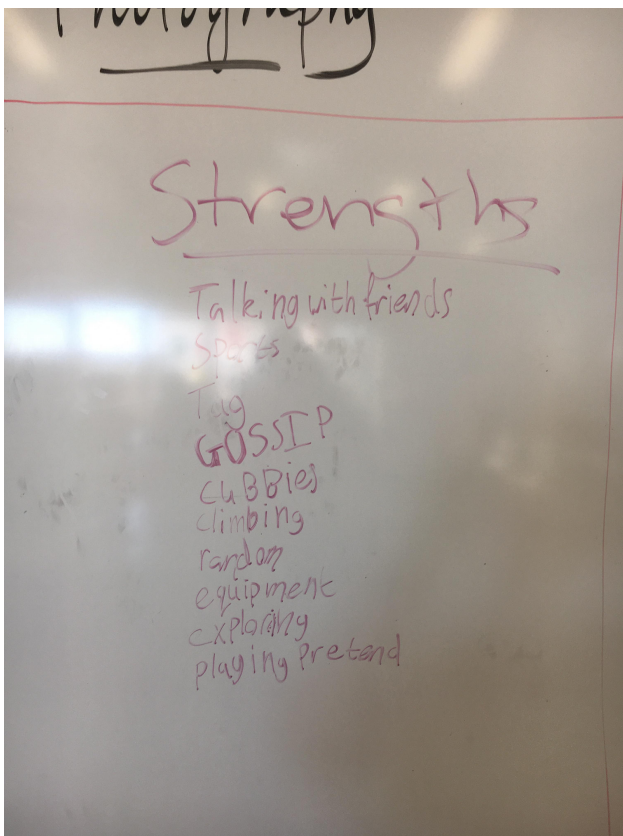 Photography
Strengths
Talking with friends
Sports
Tag
GOSSIP
CUBBies
climbing
random
equipment
exploring
playing Pretend